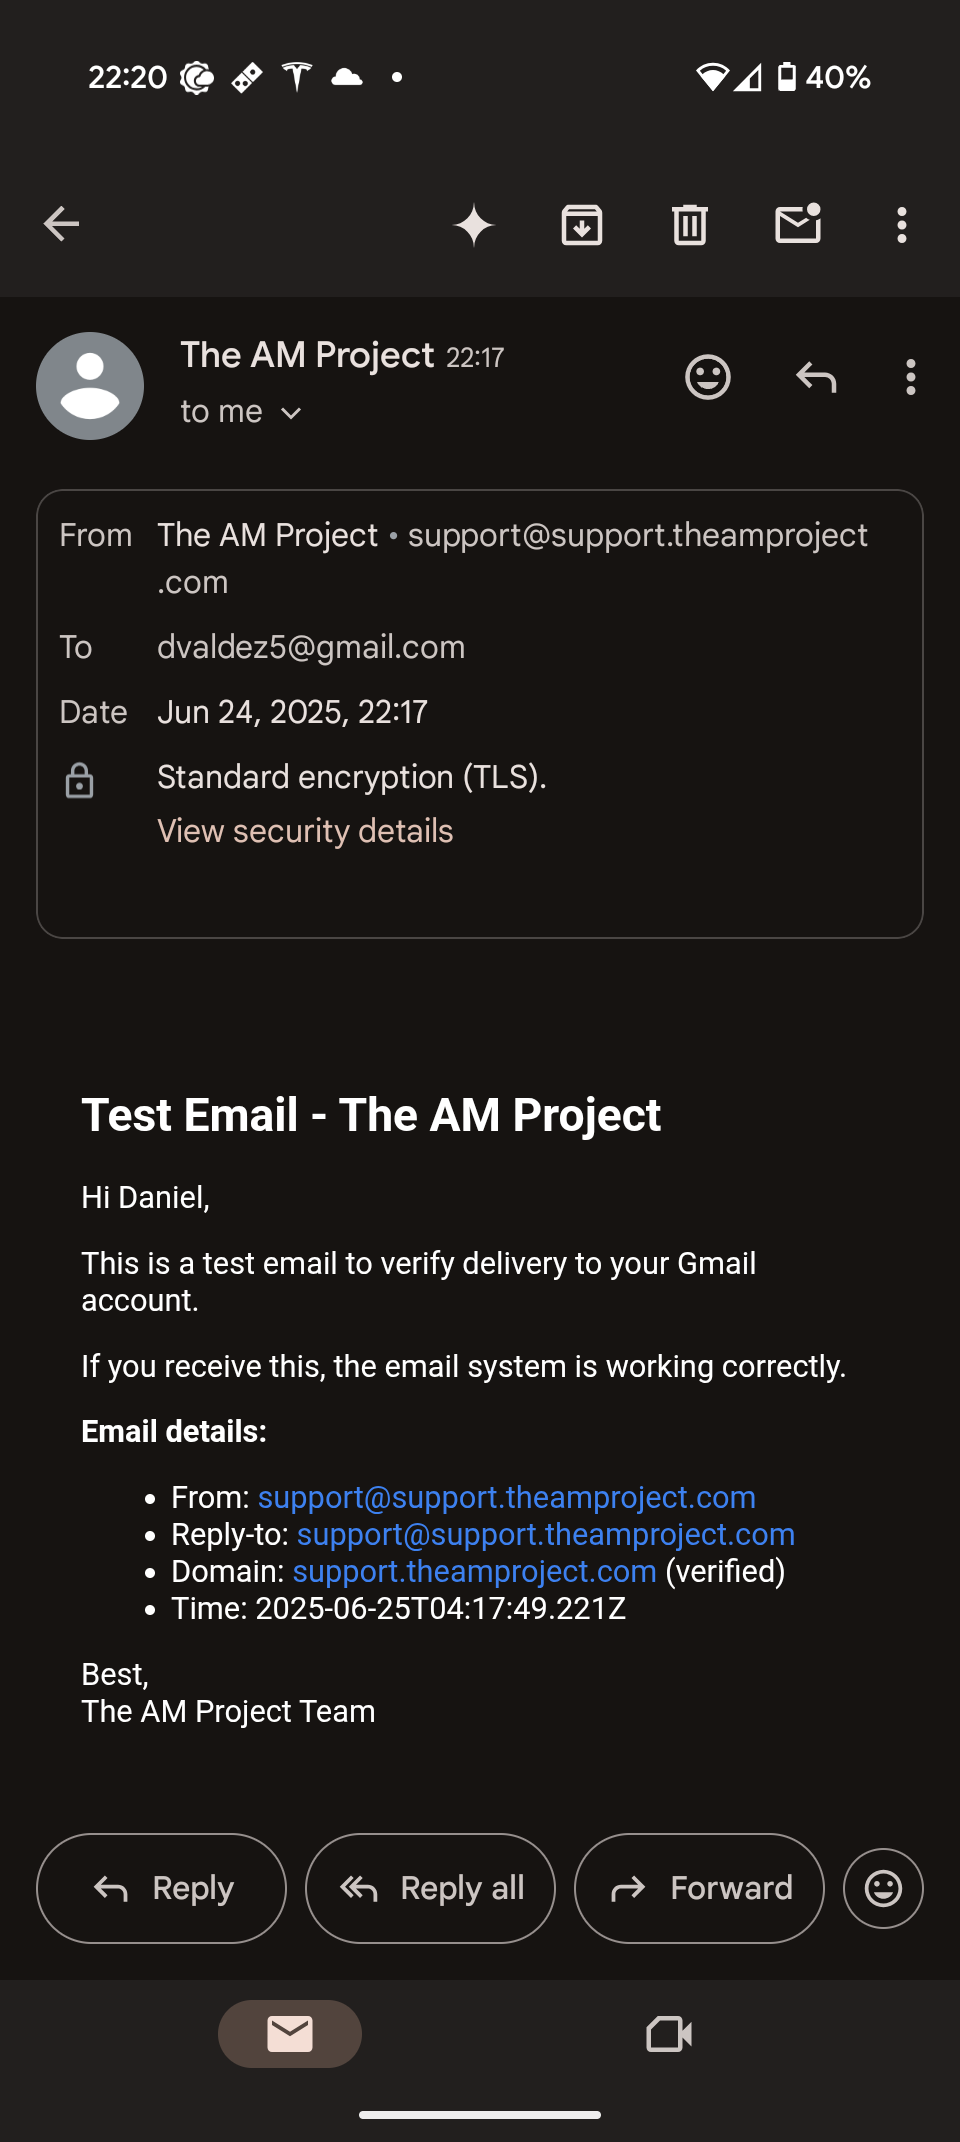 22:20
40%
The AM Project 22:17
to me
From The AM Project • support@support.theamproject
.com
To dvaldez5@gmail.com
Date Jun 24, 2025, 22:17
Standard encryption (TLS).
View security details
Test Email - The AM Project
Hi Daniel,
This is a test email to verify delivery to your Gmail
account.
If you receive this, the email system is working correctly.
Email details:
• From: support@support.theamproject.com
• Reply-to: support@support.theamproject.com
• Domain: support.theamproject.com (verified)
• Time: 2025-06-25T04:17:49.221Z
Best,
The AM Project Team
Reply
Reply all
Forward